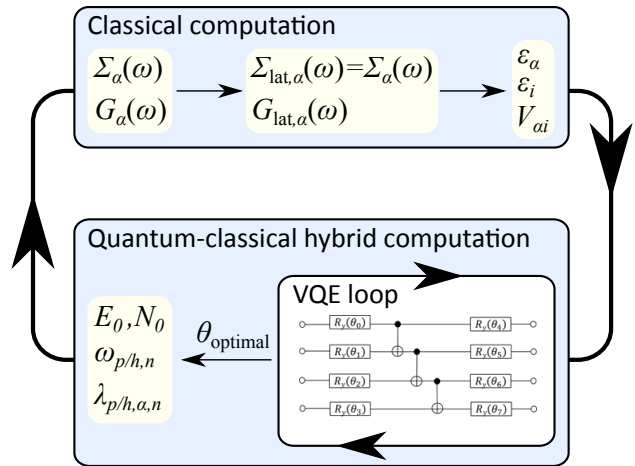 Classical computation
Σα(ω) Σlat,α(ω)=Σα(ω) εα
Gα(ω) Glat,α(ω) εi
Vαi
Quantum-classical hybrid computation
VQE loop
E0,N0 θoptimal
ωp/h,n
λp/h,α,n
Ry(θ0) Ry(θ4)
Ry(θ1) Ry(θ5)
Ry(θ2) Ry(θ6)
Ry(θ3) Ry(θ7)